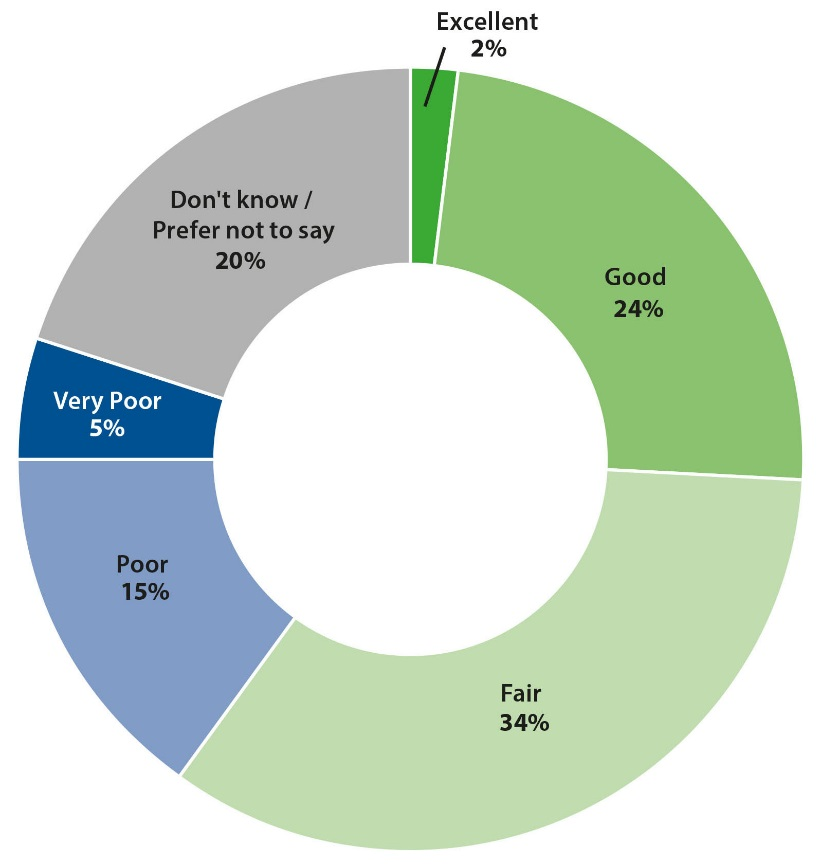 Excellent
2%
Good
24%
Fair
34%
Poor
15%
Very Poor
5%
Don't know /
Prefer not to say
20%